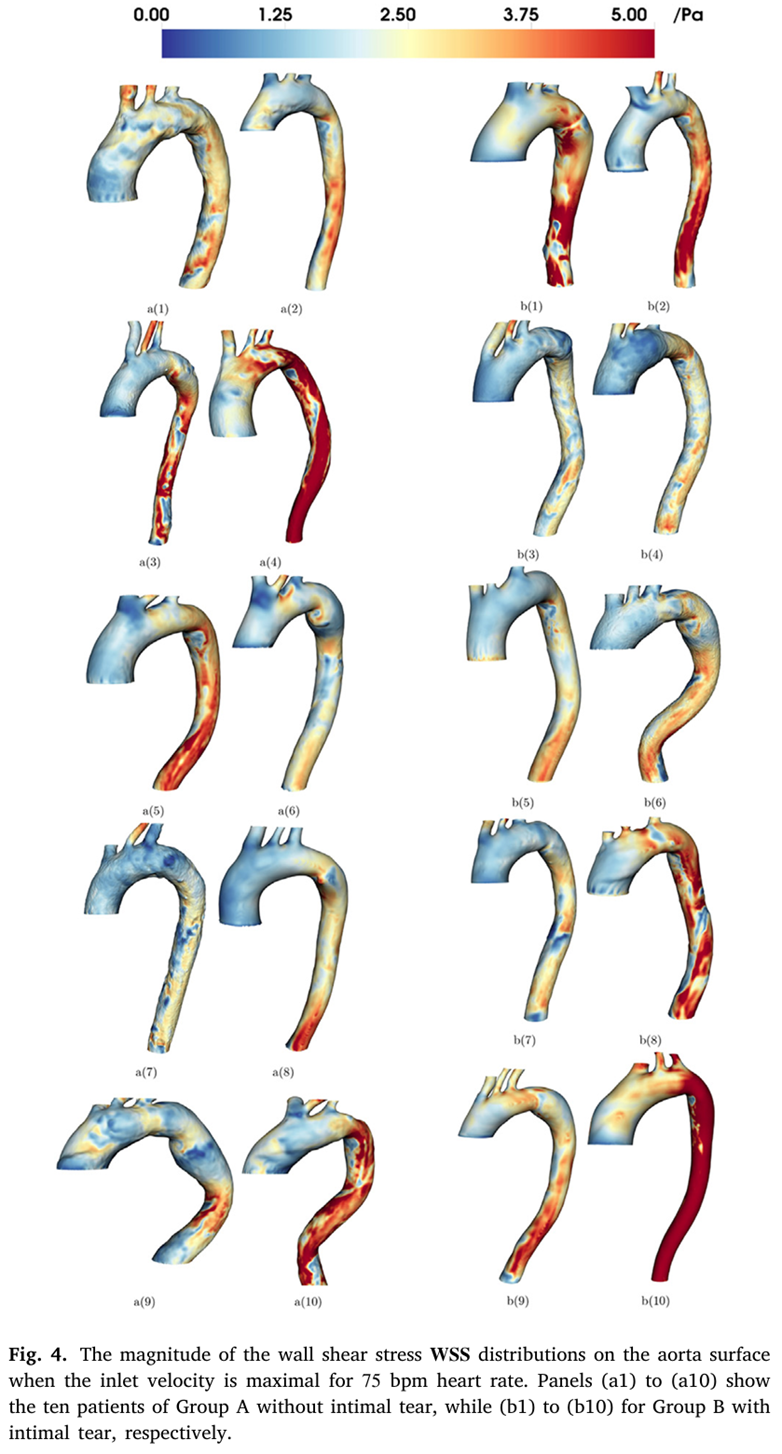 0.00 1.25 2.50 3.75 5.00 /Pa
a(1) a(2) b(1) b(2)
a(3) a(4) b(3) b(4)
a(5) a(6) b(5) b(6)
a(7) a(8) b(7) b(8)
a(9) a(10) b(9) b(10)
Fig. 4. The magnitude of the wall shear stress WSS distributions on the aorta surface
when the inlet velocity is maximal for 75 bpm heart rate. Panels (a1) to (a10) show
the ten patients of Group A without intimal tear, while (b1) to (b10) for Group B with
intimal tear, respectively.